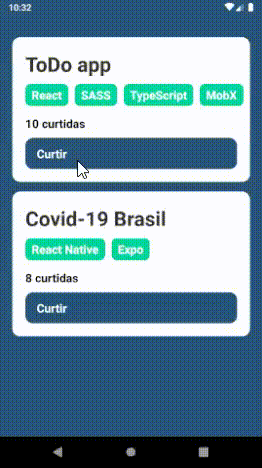 10:32
ToDo app
React SASS TypeScript MobX
10 curtidas
Curtir
Covid-19 Brasil
React Native Expo
8 curtidas
Curtir